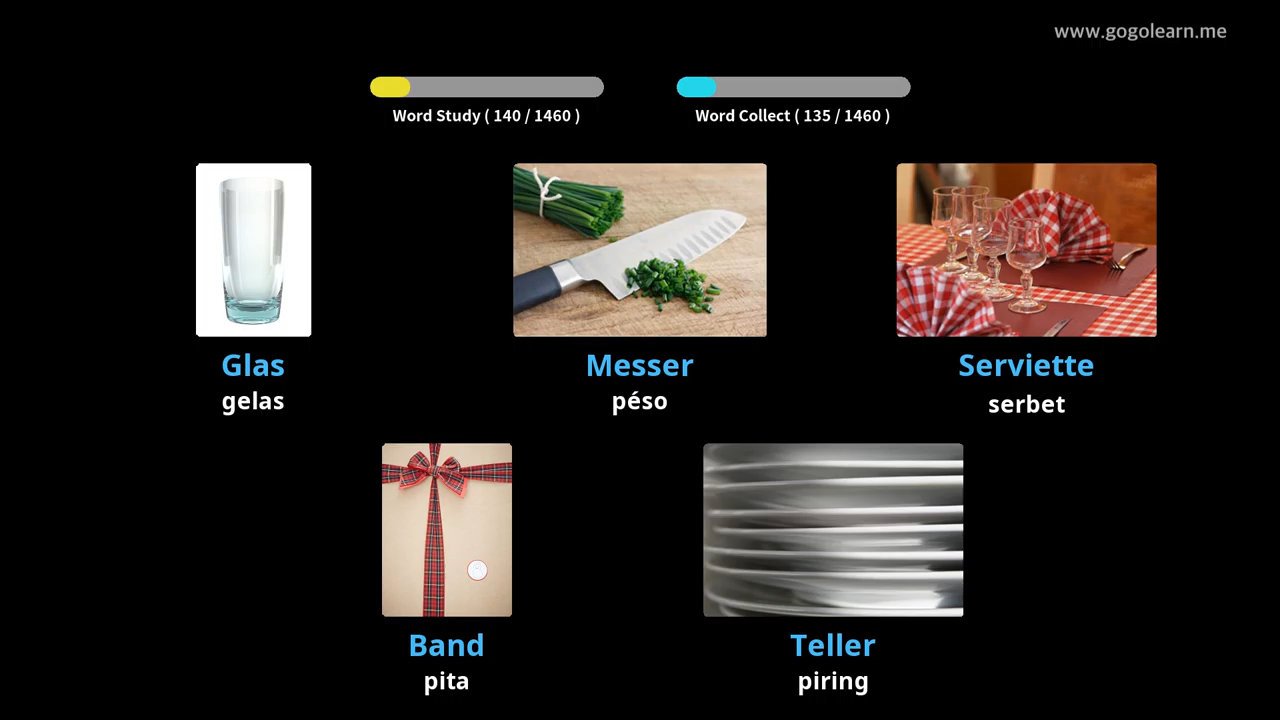 www.gogolearn.me
Word Study ( 140 / 1460 )
Word Collect ( 135 / 1460 )
Glas
gelas
Messer
péso
Serviette
serbet
Band
pita
Teller
piring